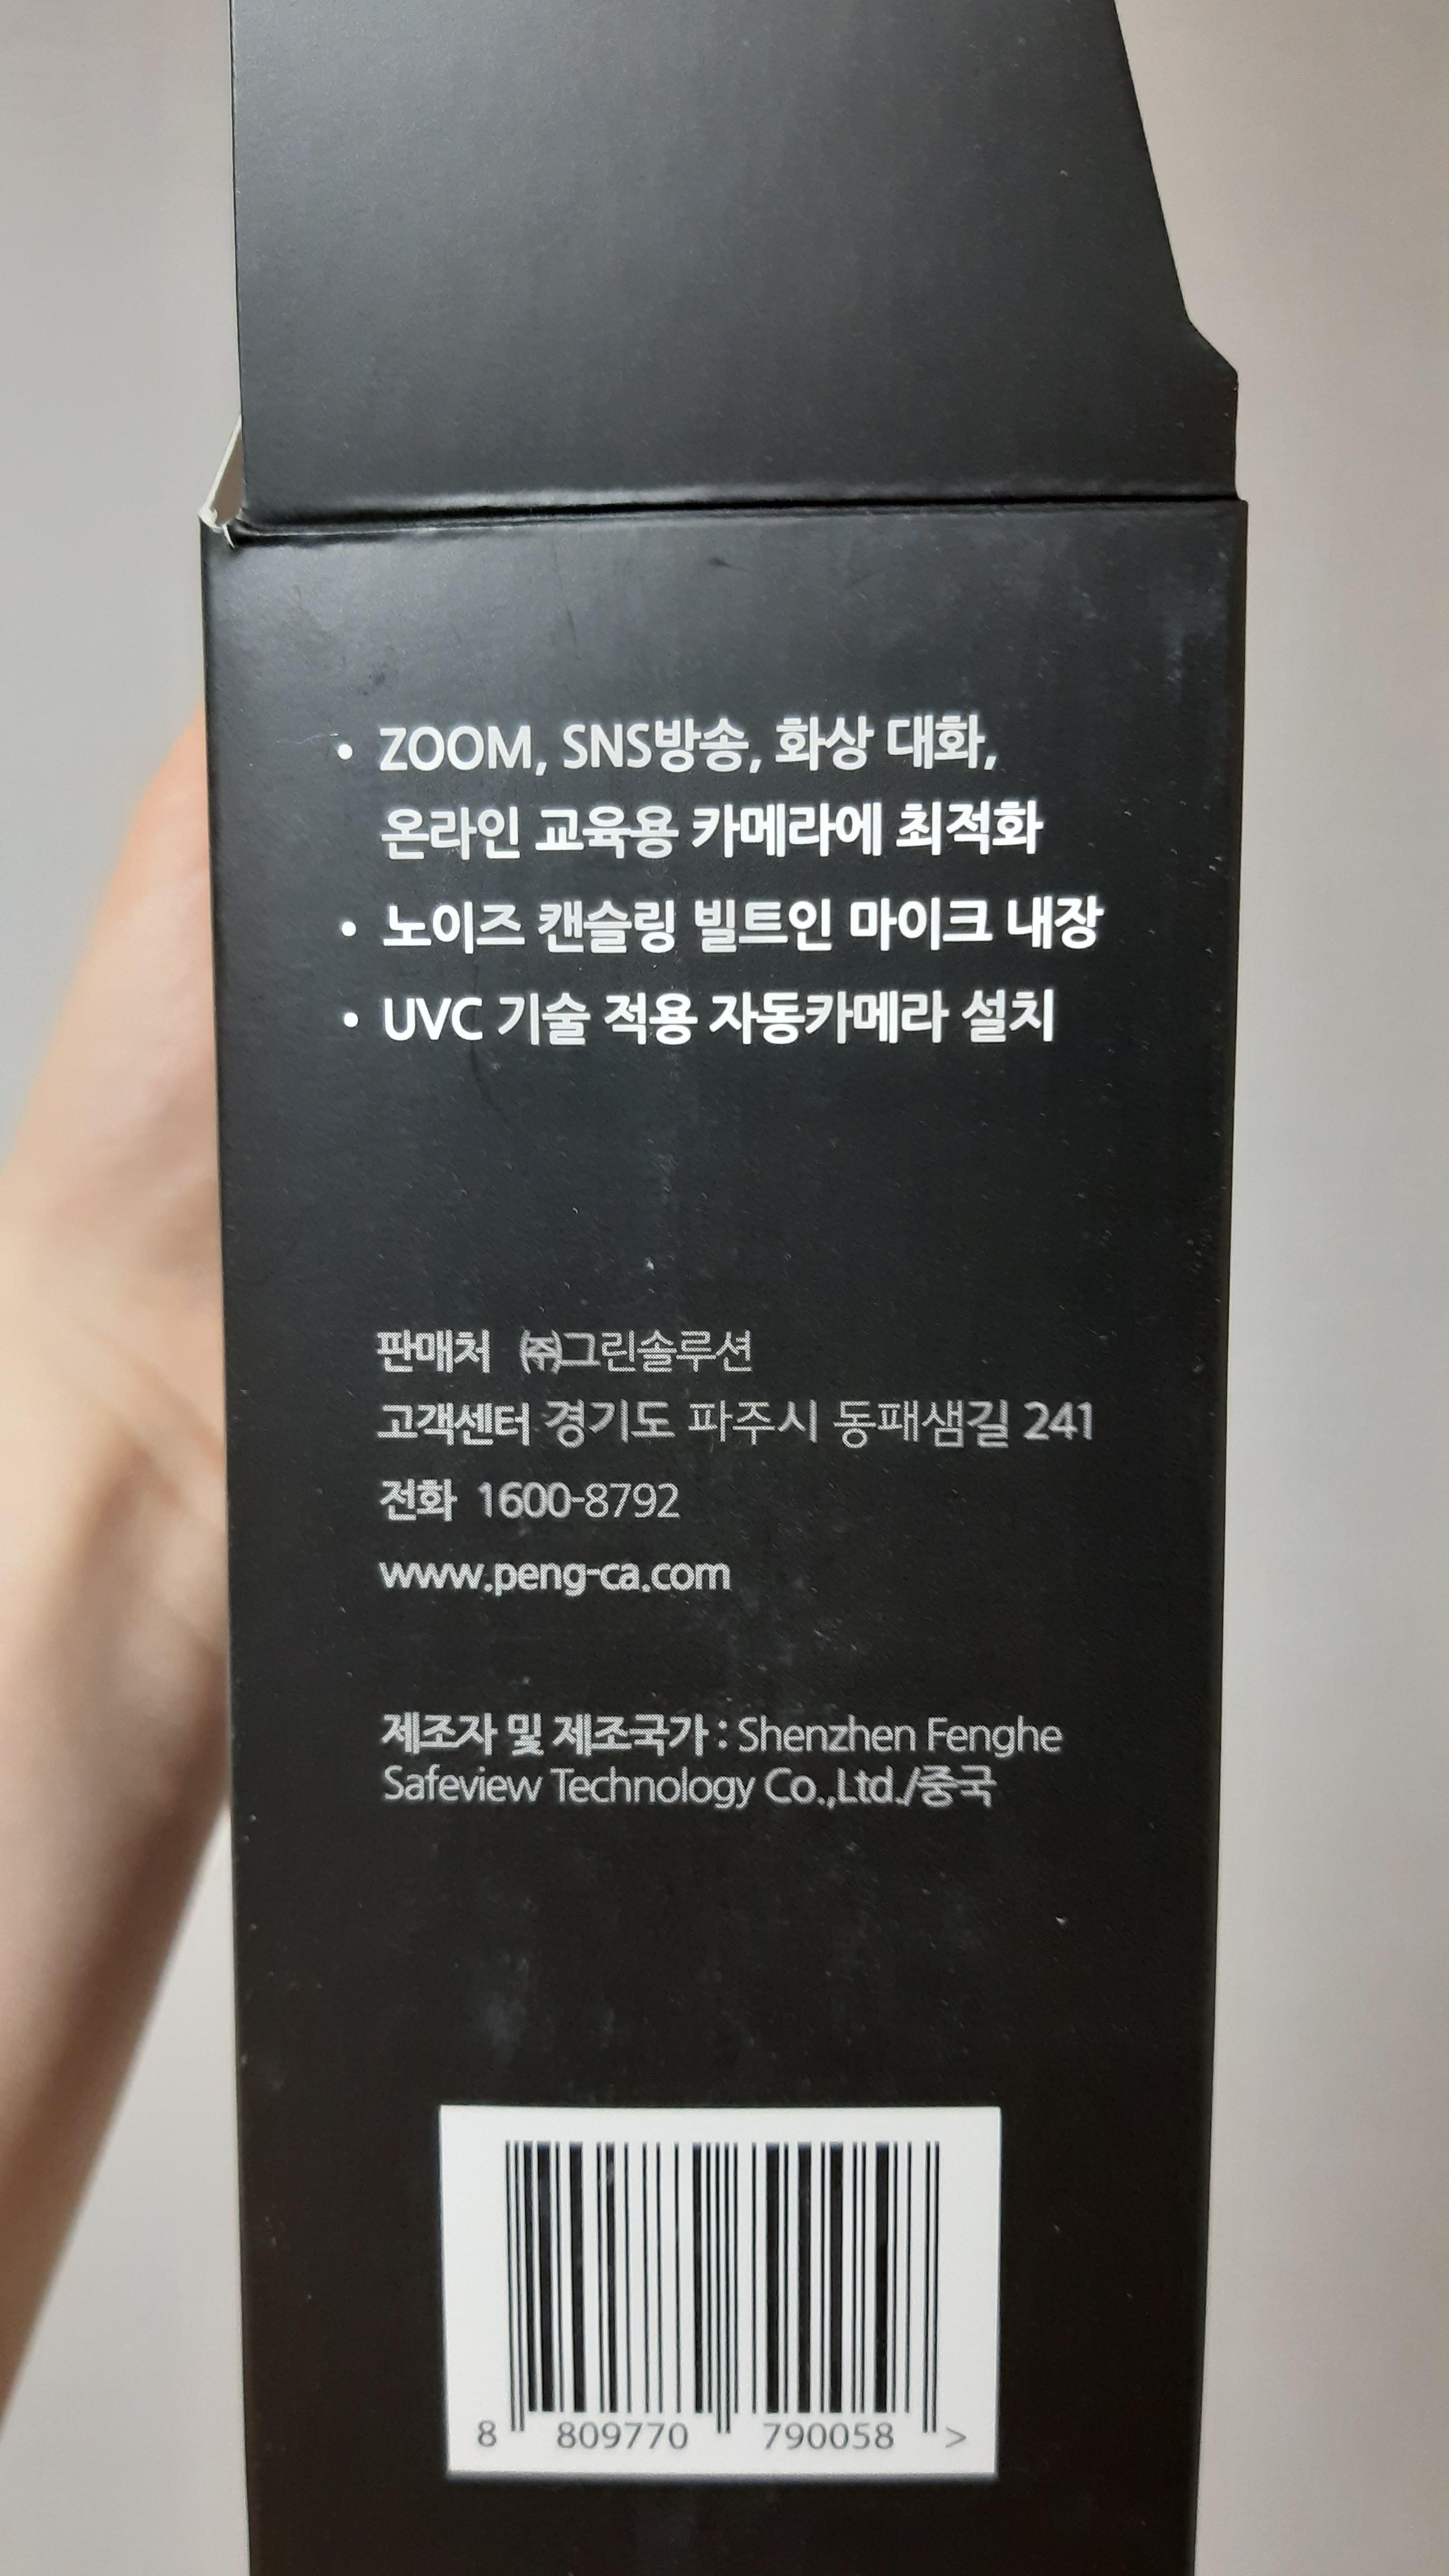 • ZOOM, SNS방송, 화상 대화,
온라인 교육용 카메라에 최적화
• 노이즈 캔슬링 빌트인 마이크 내장
• UVC 기술 적용 자동카메라 설치
판매처 ㈜그린솔루션
고객센터 경기도 파주시 동패샘길 241
전화 1600-8792
www.peng-ca.com
제조자 및 제조국가 : Shenzhen Fenghe
Safeview Technology Co.,Ltd./중국
8 809770 790058 >